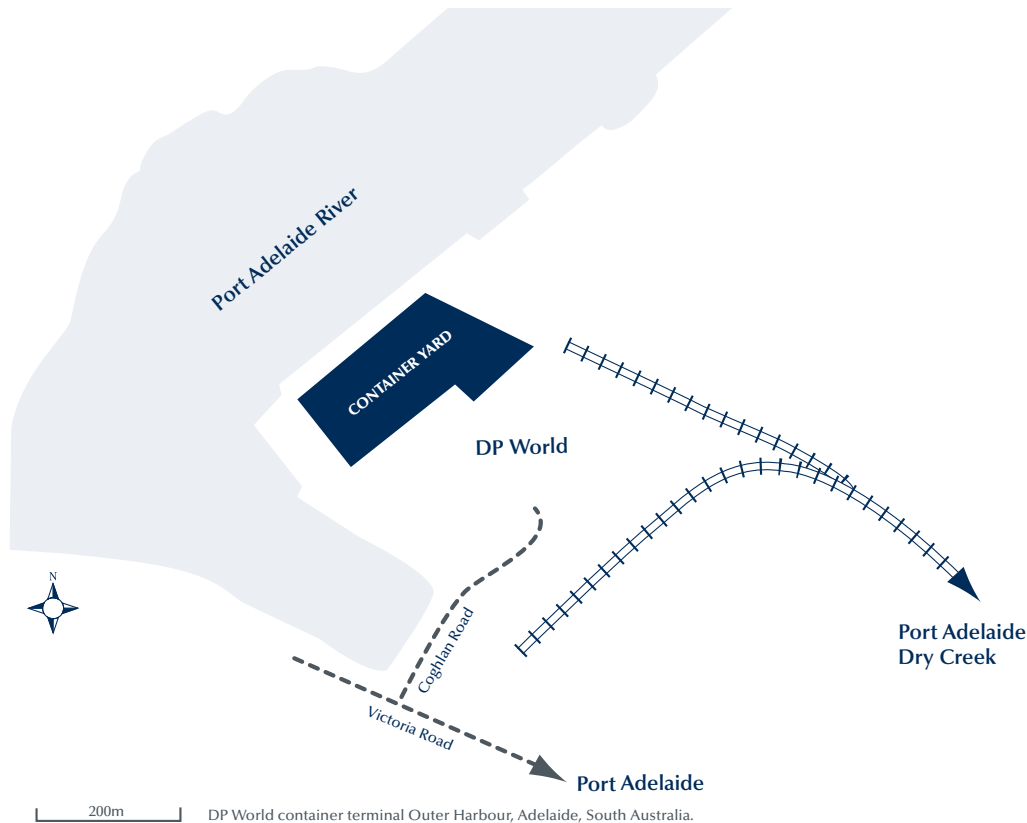 Port Adelaide River
CONTAINER YARD
DP World
N
Coghlan Road
Port Adelaide
Dry Creek
Victoria Road
Port Adelaide
200m
DP World container terminal Outer Harbour, Adelaide, South Australia.